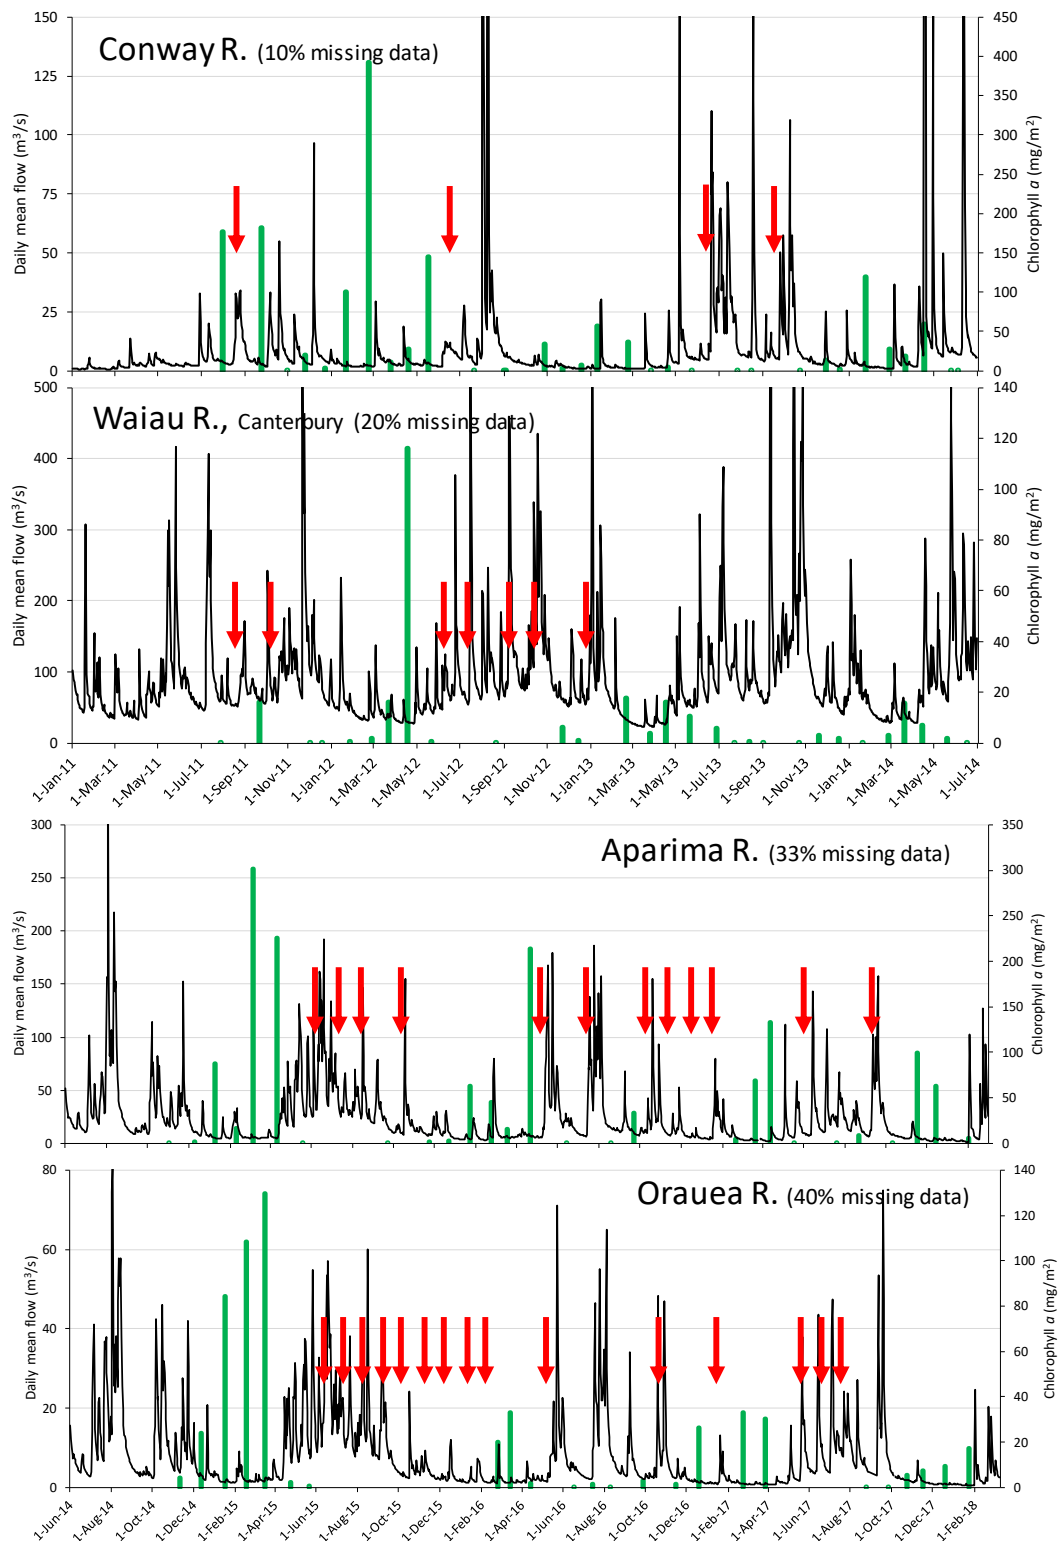 Conway R. (10% missing data)
Daily mean flow (m³/s)
150
125
100
75
50
25
0
Chlorophyll a (mg/m²)
450
400
350
300
250
200
150
100
50
0
Waiau R., Canterbury (20% missing data)
Daily mean flow (m³/s)
500
400
300
200
100
0
Chlorophyll a (mg/m²)
140
120
100
80
60
40
20
0
1-Jan-11
1-Mar-11
1-May-11
1-Jul-11
1-Sep-11
1-Nov-11
1-Jan-12
1-Mar-12
1-May-12
1-Jul-12
1-Sep-12
1-Nov-12
1-Jan-13
1-Mar-13
1-May-13
1-Jul-13
1-Sep-13
1-Nov-13
1-Jan-14
1-Mar-14
1-May-14
1-Jul-14
Aparima R. (33% missing data)
Daily mean flow (m³/s)
300
250
200
150
100
50
0
Chlorophyll a (mg/m²)
350
300
250
200
150
100
50
0
Orauea R. (40% missing data)
Daily mean flow (m³/s)
80
60
40
20
0
Chlorophyll a (mg/m²)
140
120
100
80
60
40
20
0
1-Jun-14
1-Aug-14
1-Oct-14
1-Dec-14
1-Feb-15
1-Apr-15
1-Jun-15
1-Aug-15
1-Oct-15
1-Dec-15
1-Feb-16
1-Apr-16
1-Jun-16
1-Aug-16
1-Oct-16
1-Dec-16
1-Feb-17
1-Apr-17
1-Jun-17
1-Aug-17
1-Oct-17
1-Dec-17
1-Feb-18